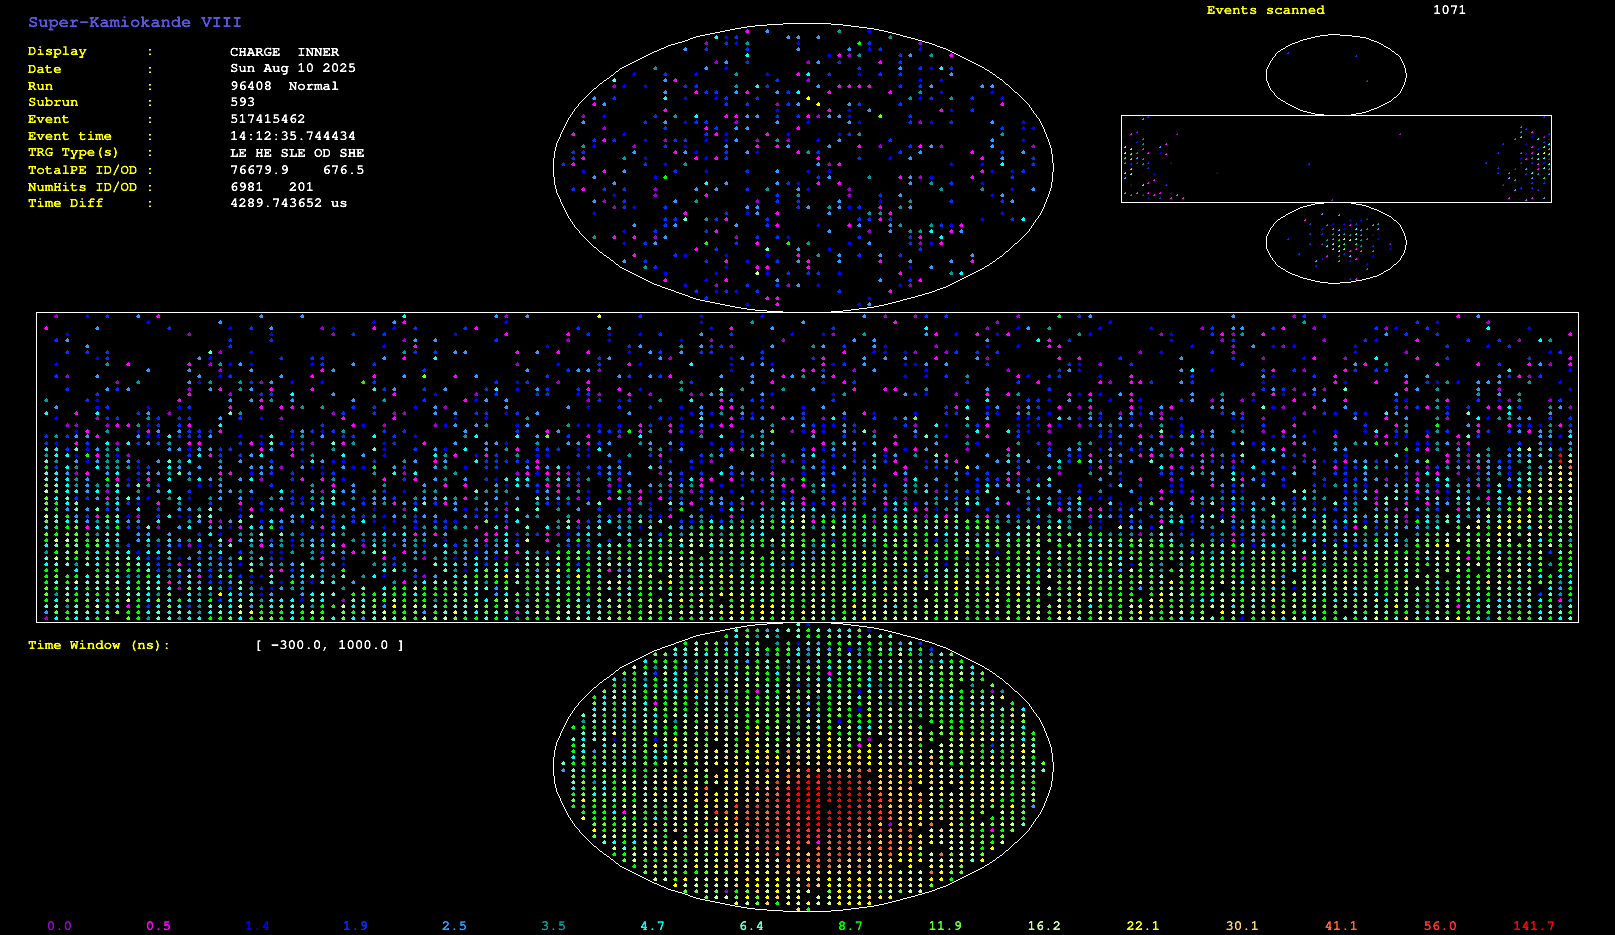 Super-Kamiokande VIII
Events scanned 1071
Display : CHARGE INNER
Date : Sun Aug 10 2025
Run : 96408 Normal
Subrun : 593
Event : 517415462
Event time : 14:12:35.744434
TRG Type(s) : LE HE SLE OD SHE
TotalPE ID/OD : 76679.9 676.5
NumHits ID/OD : 6981 201
Time Diff : 4289.743652 us
Time Window (ns): [ -300.0, 1000.0 ]
0.0 0.5 1.4 1.9 2.5 3.5 4.7 6.4 8.7 11.9 16.2 22.1 30.1 41.1 56.0 141.7